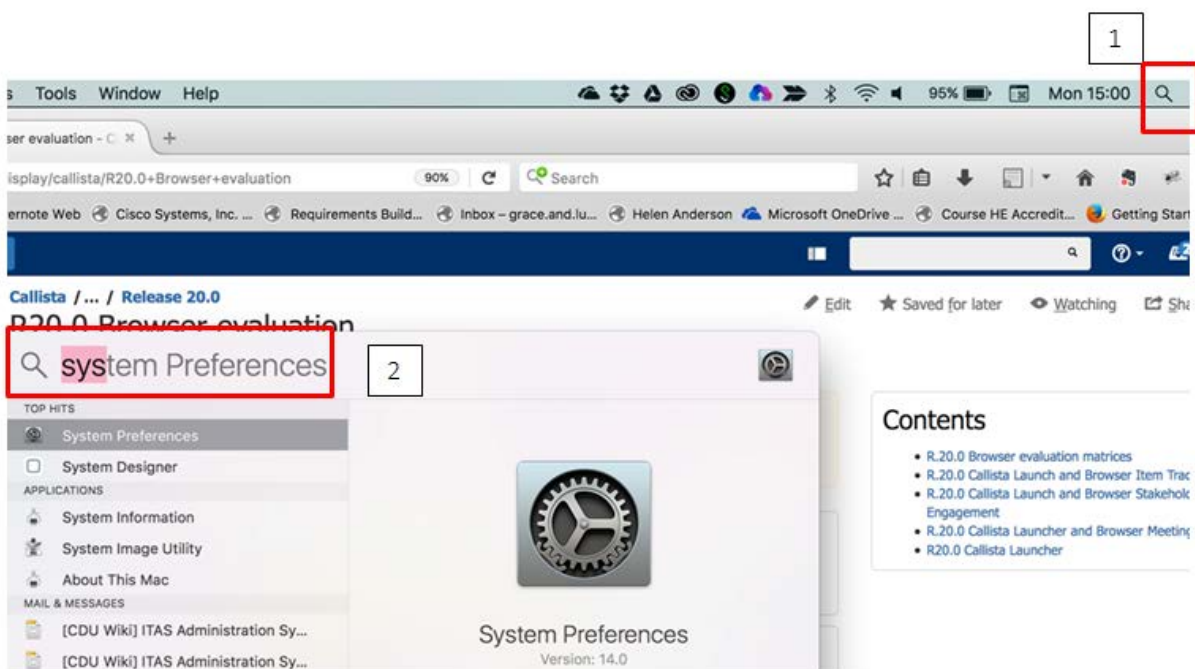 1
s Tools Window Help 95% Mon 15:00
ser evaluation - C
isplay/callista/R20.0+Browser+evaluation 90% Search
ernote Web Cisco Systems, Inc. ... Requirements Build... Inbox – grace.and.lu... Helen Anderson Microsoft OneDrive ... Course HE Accredit... Getting Start
Callista / ... / Release 20.0
Edit Saved for later Watching Sha
R20.0 Browser evaluation
system Preferences
2
TOP HITS
System Preferences
System Designer
APPLICATIONS
System Information
System Image Utility
About This Mac
MAIL & MESSAGES
[CDU Wiki] ITAS Administration Sy...
[CDU Wiki] ITAS Administration Sy...
System Preferences
Version: 14.0
Contents
R.20.0 Browser evaluation matrices
R.20.0 Callista Launch and Browser Item Trac
R.20.0 Callista Launch and Browser Stakehold
Engagement
R.20.0 Callista Launcher and Browser Meeting
R20.0 Callista Launcher